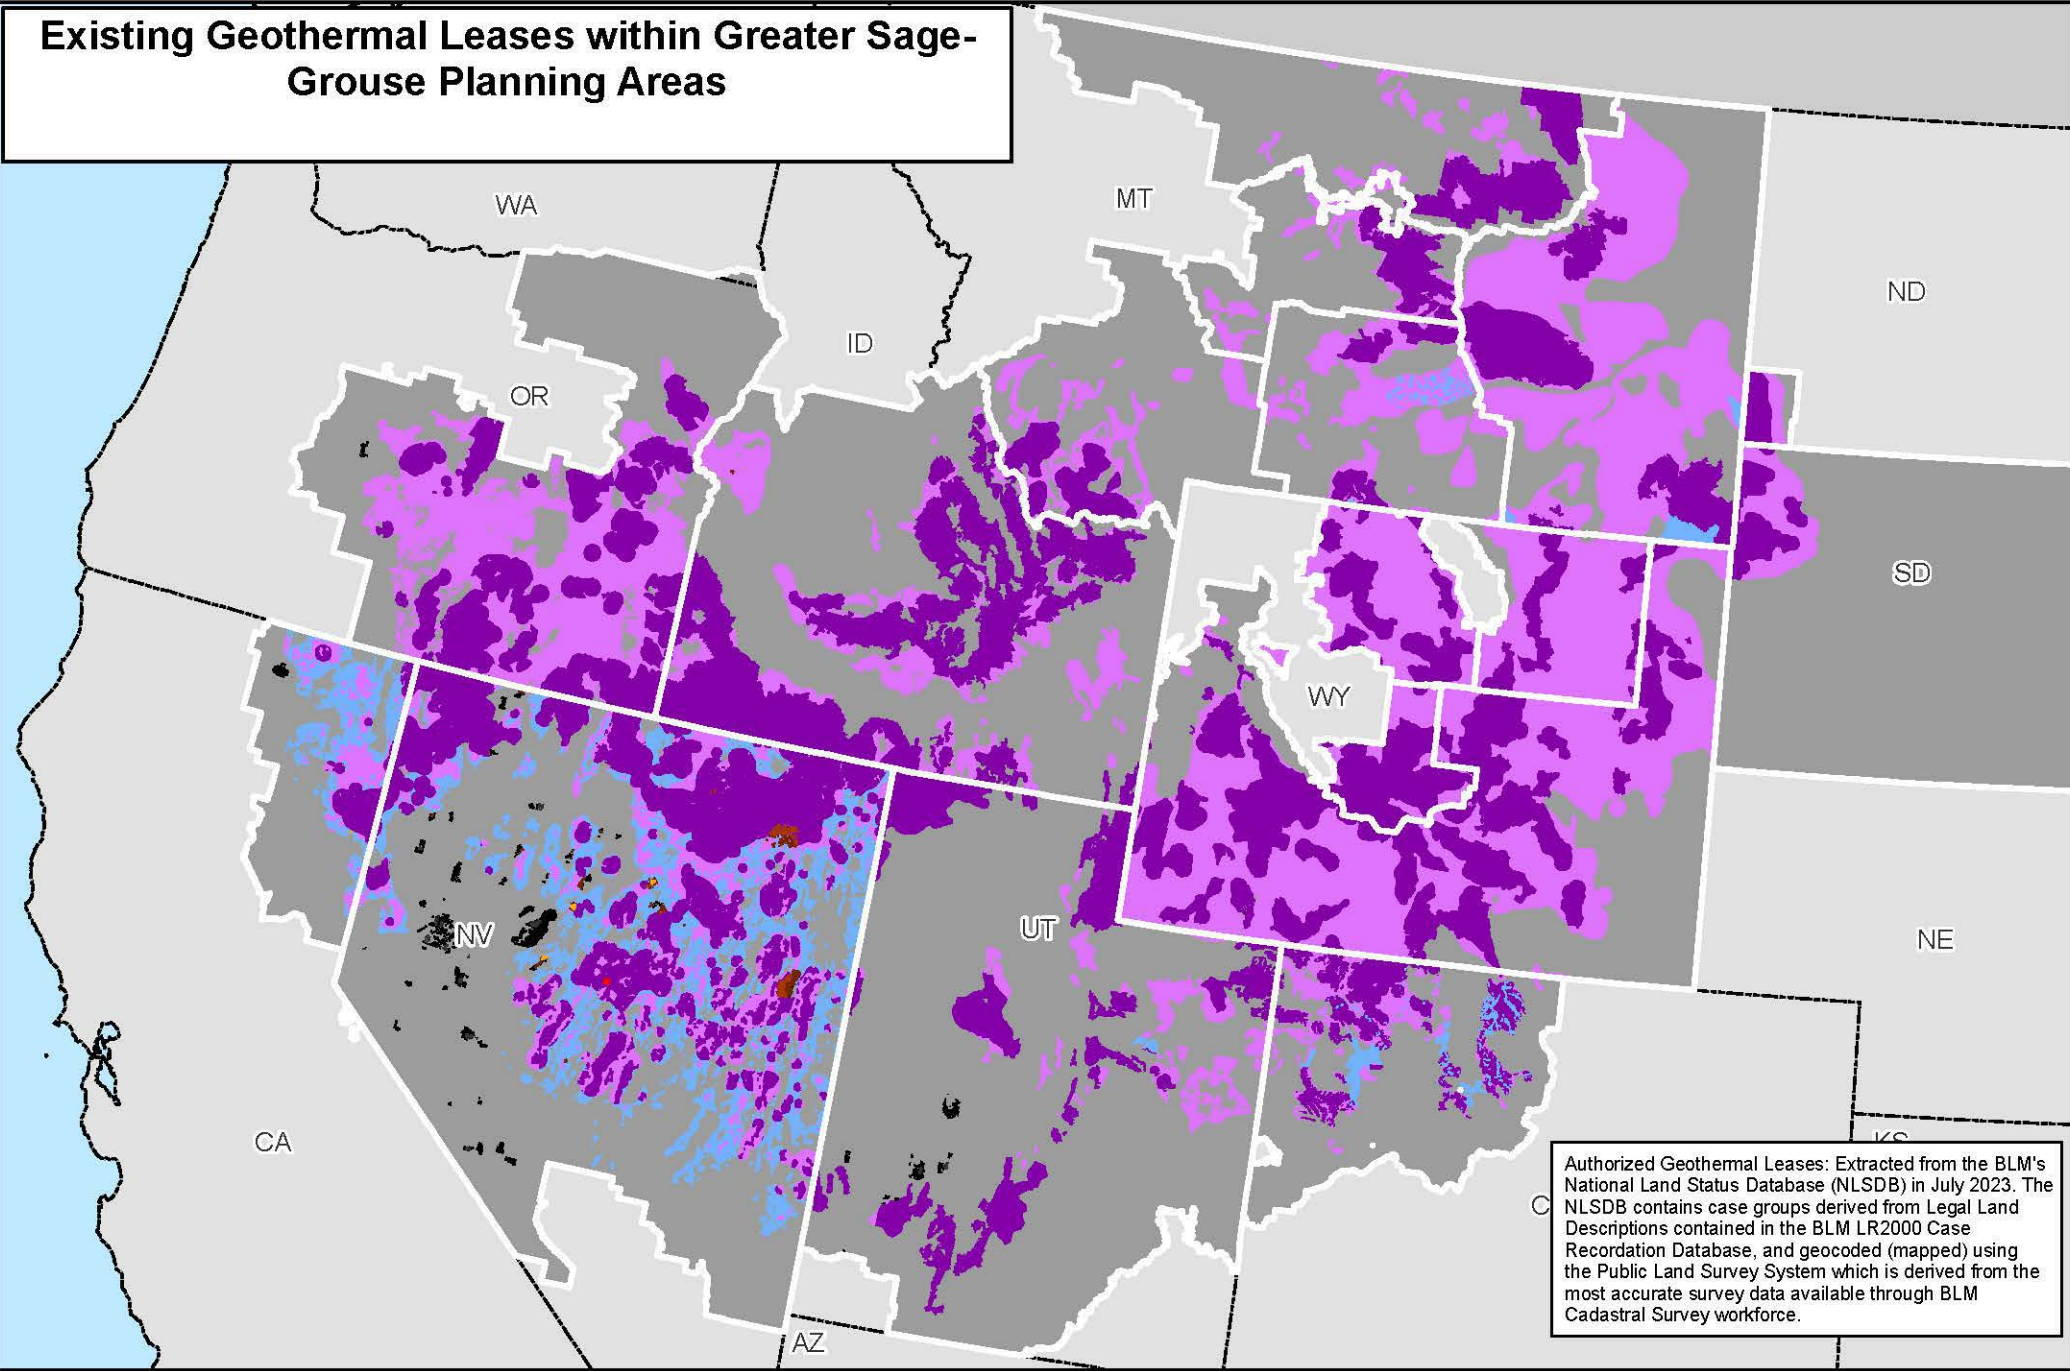 Existing Geothermal Leases within Greater Sage-
Grouse Planning Areas
WA
MT
ND
ID
OR
SD
WY
NV
UT
NE
CA
KS
C
AZ
Authorized Geothermal Leases: Extracted from the BLM's
National Land Status Database (NLSDB) in July 2023. The
NLSDB contains case groups derived from Legal Land
Descriptions contained in the BLM LR2000 Case
Recordation Database, and geocoded (mapped) using
the Public Land Survey System which is derived from the
most accurate survey data available through BLM
Cadastral Survey workforce.